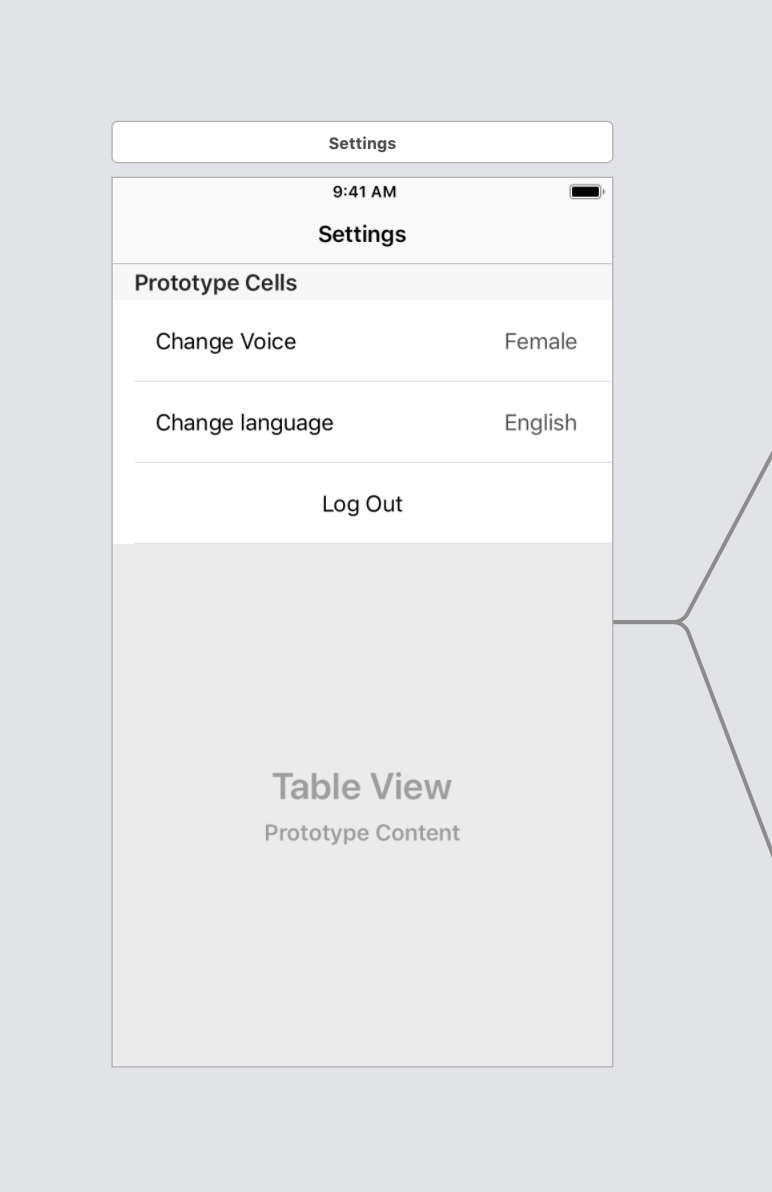 Settings
9:41 AM
Settings
Prototype Cells
Change Voice Female
Change language English
Log Out
Table View
Prototype Content